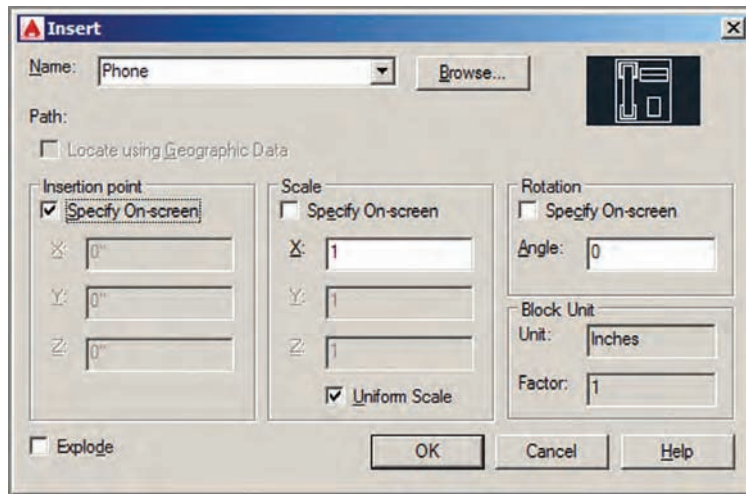 Insert
Name: Phone Browse...
Path:
Locate using Geographic Data
Insertion point
Specify On-screen
X: 0"
Y: 0"
Z: 0"
Scale
Specify On-screen
X: 1
Y: 1
Z: 1
Uniform Scale
Rotation
Specify On-screen
Angle: 0
Block Unit
Unit: Inches
Factor: 1
Explode
OK Cancel Help